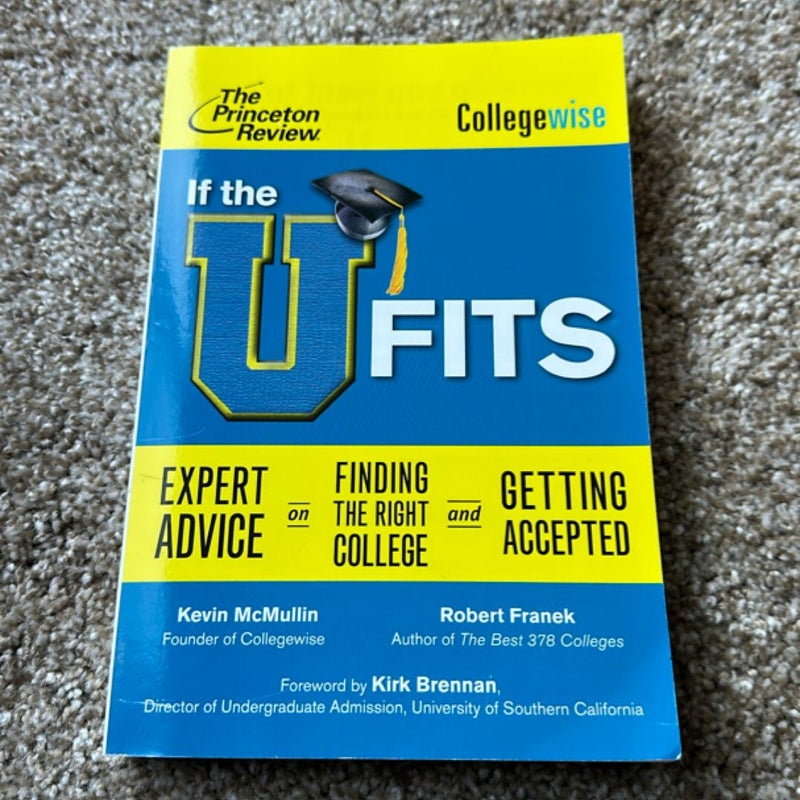 The
Princeton
Review®
Collegewise
If the
U FITS
EXPERT
ADVICE
on
FINDING
THE RIGHT
COLLEGE
and
GETTING
ACCEPTED
Kevin McMullin
Founder of Collegewise
Robert Franek
Author of The Best 378 Colleges
Foreword by Kirk Brennan,
Director of Undergraduate Admission, University of Southern California